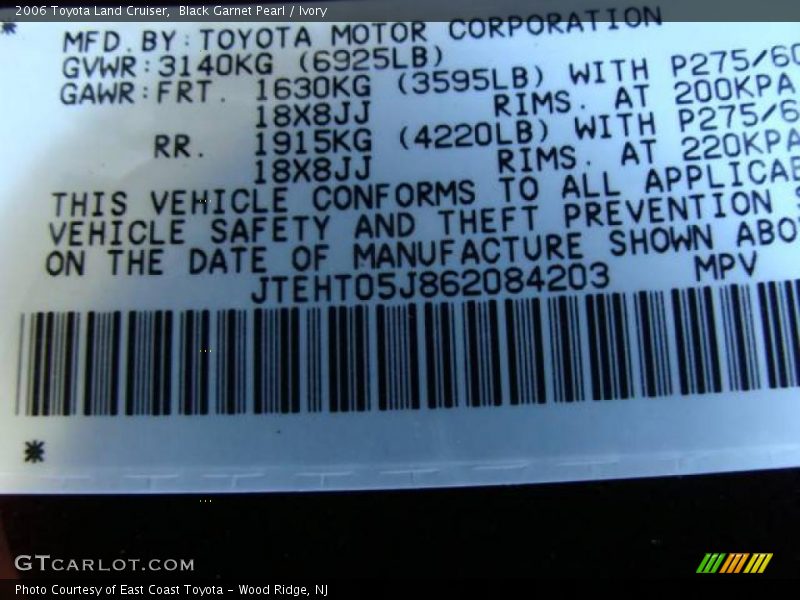 2006 Toyota Land Cruiser,  Black Garnet Pearl / Ivory
MFD.BY:TOYOTA MOTOR CORPORATION
GVWR:3140KG (6925LB)
GAWR:FRT. 1630KG (3595LB) WITH P275/60
18X8JJ RIMS. AT 200KPA
RR. 1915KG (4220LB) WITH P275/6
18X8JJ RIMS. AT 220KPA
THIS VEHICLE CONFORMS TO ALL APPLICAB
VEHICLE SAFETY AND THEFT PREVENTION S
ON THE DATE OF MANUFACTURE SHOWN ABO
JTEHT05J862084203 MPV
*
GTCARLOT.COM
Photo Courtesy of East Coast Toyota - Wood Ridge, NJ